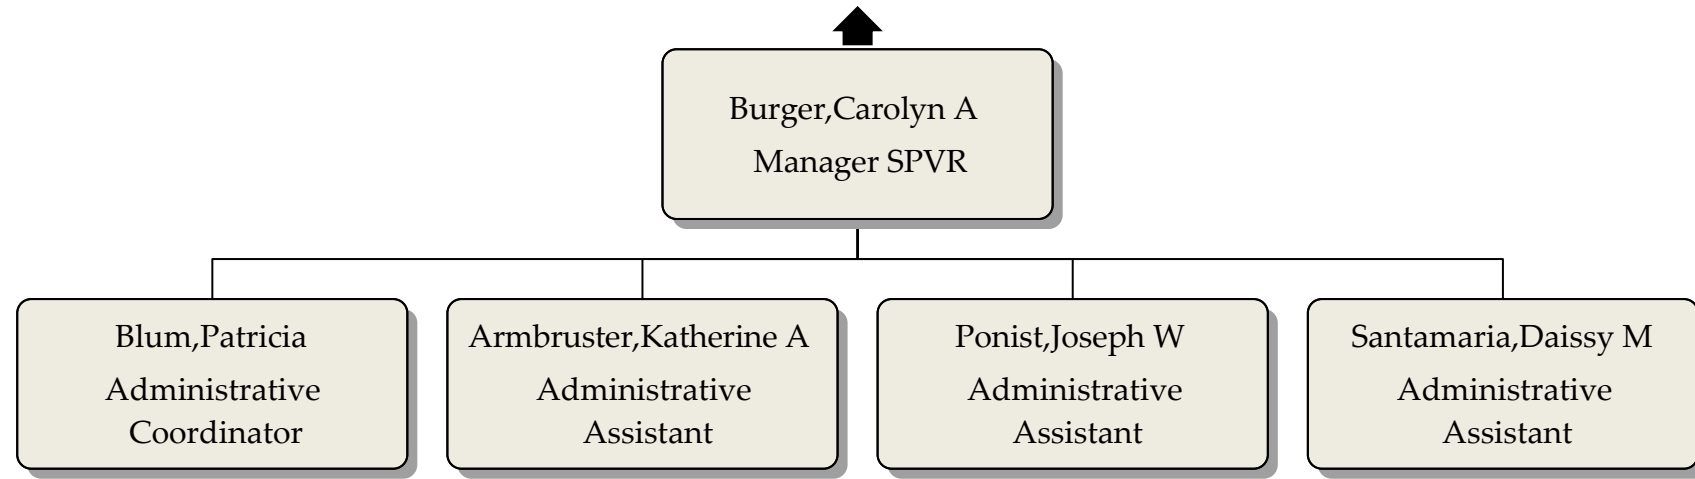 Burger,Carolyn A
Manager SPVR
Blum,Patricia
Administrative
Coordinator
Armbruster,Katherine A
Administrative
Assistant
Ponist,Joseph W
Administrative
Assistant
Santamaria,Daissy M
Administrative
Assistant